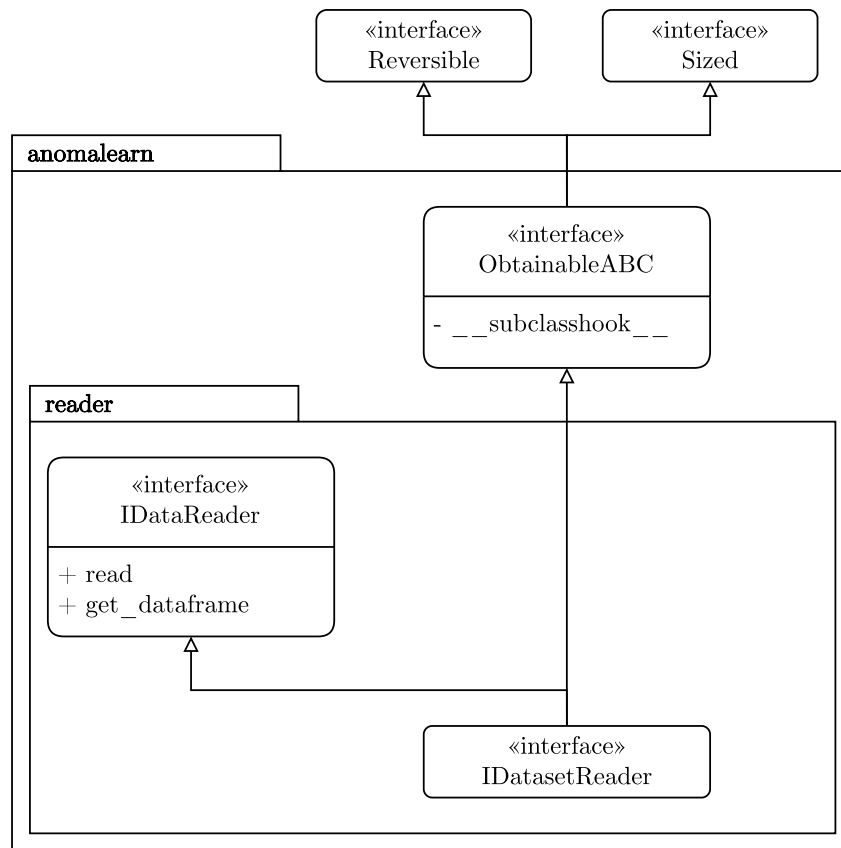 «interface»
Reversible
«interface»
Sized
anomalearn
«interface»
ObtainableABC
- __subclasshook__
reader
«interface»
IDataReader
+ read
+ get_dataframe
«interface»
IDatasetReader